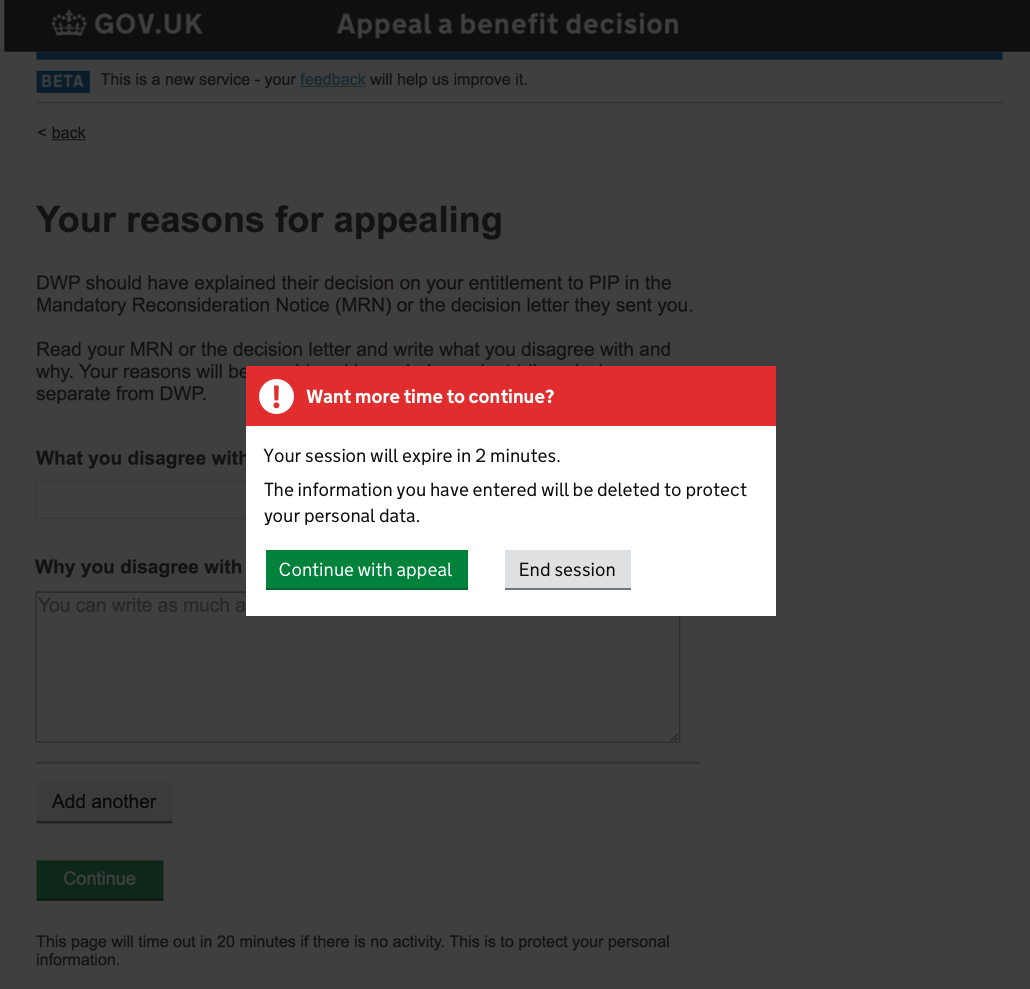 GOV.UK Appeal a benefit decision
BETA This is a new service - your feedback will help us improve it.
< back
Your reasons for appealing
DWP should have explained their decision on your entitlement to PIP in the
Mandatory Reconsideration Notice (MRN) or the decision letter they sent you.
Read your MRN or the decision letter and write what you disagree with and
why. Your reasons will be
separate from DWP.
Want more time to continue?
Your session will expire in 2 minutes.
The information you have entered will be deleted to protect
your personal data.
Continue with appeal End session
What you disagree with
Why you disagree with
You can write as much a
Add another
Continue
This page will time out in 20 minutes if there is no activity. This is to protect your personal
information.